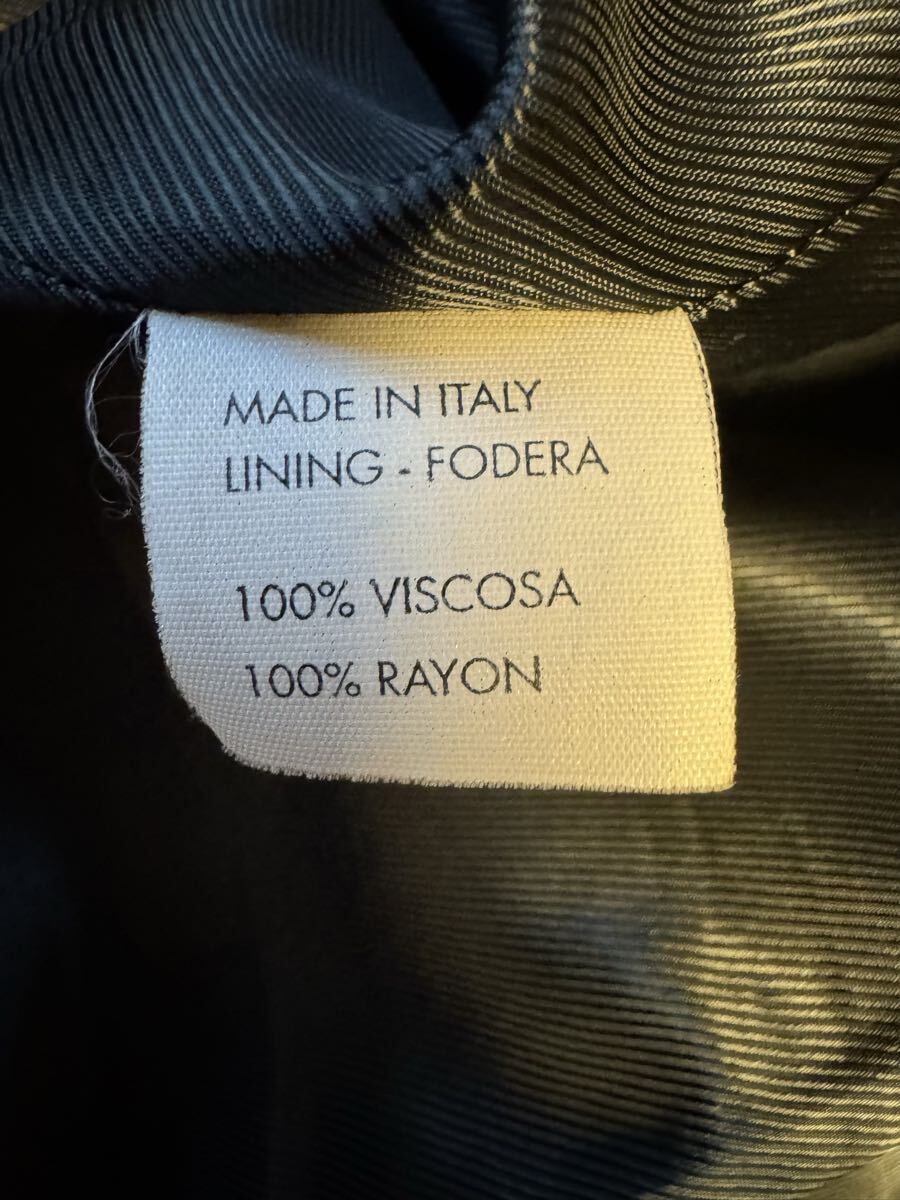 MADE IN ITALY
LINING - FODERA
100% VISCOSA
100% RAYON